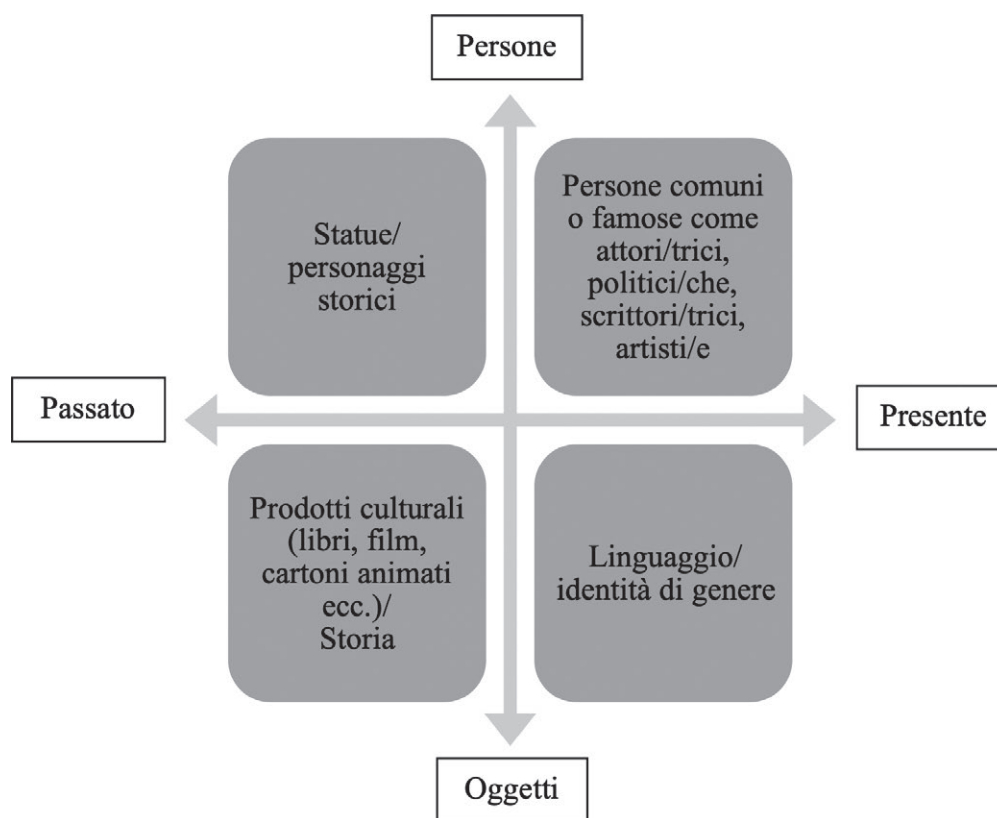 Persone
Statue/
personaggi
storici
Persone comuni
o famose come
attori/trici,
politici/che,
scrittori/trici,
artisti/e
Passato
Presente
Prodotti culturali
(libri, film,
cartoni animati
ecc.)/
Storia
Linguaggio/
identità di genere
Oggetti